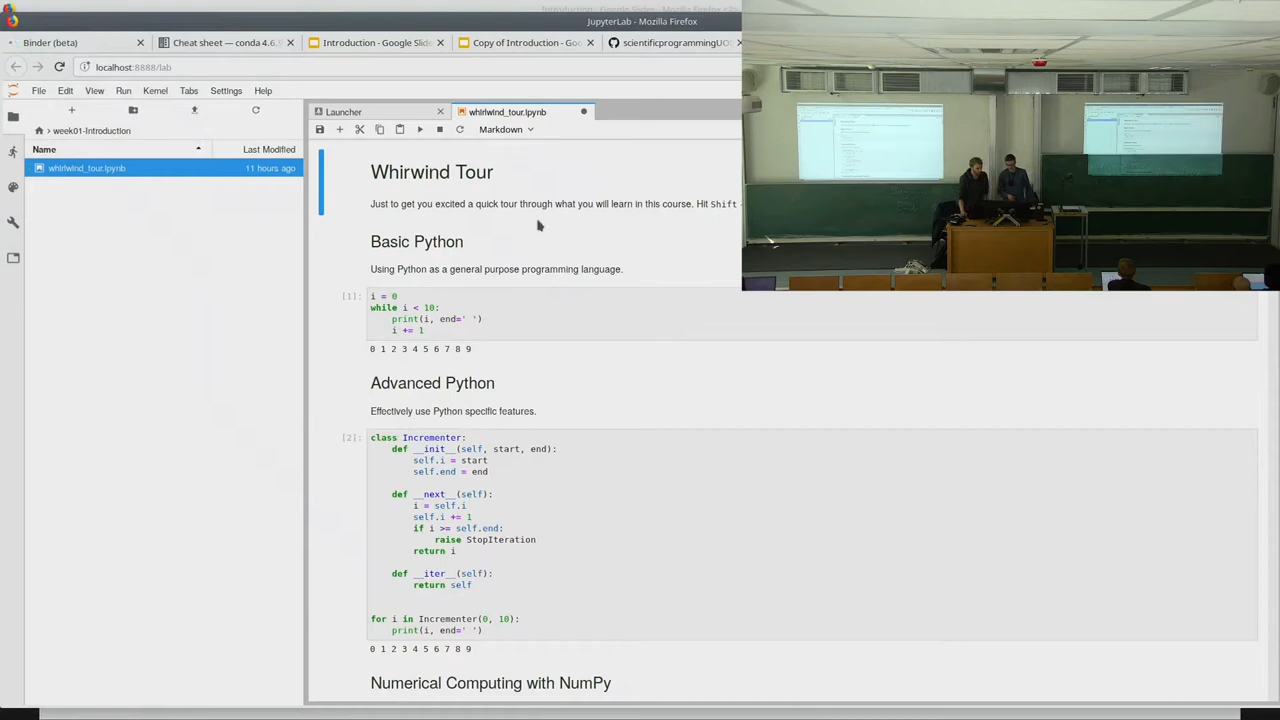 Introduction - Google Slides
JupyterLab - Mozilla Firefox
Binder (beta)
Cheat sheet — conda 4.6.
Introduction - Google Slide
Copy of Introduction - Goo
scientificprogrammingUO
localhost:8888/lab
File Edit View Run Kernel Tabs Settings Help
Launcher
whirlwind_tour.ipynb
Markdown
week01-Introduction
Name
Last Modified
whirlwind_tour.ipynb
11 hours ago
Whirwind Tour
Just to get you excited a quick tour through what you will learn in this course. Hit Shift
Basic Python
Using Python as a general purpose programming language.
[1]:
i = 0
while i < 10:
    print(i, end=' ')
    i += 1
0 1 2 3 4 5 6 7 8 9
Advanced Python
Effectively use Python specific features.
[2]:
class Incrementer:
    def __init__(self, start, end):
        self.i = start
        self.end = end
    def __next__(self):
        i = self.i
        self.i += 1
        if i >= self.end:
            raise StopIteration
        return i
    def __iter__(self):
        return self
for i in Incrementer(0, 10):
    print(i, end=' ')
0 1 2 3 4 5 6 7 8 9
Numerical Computing with NumPy